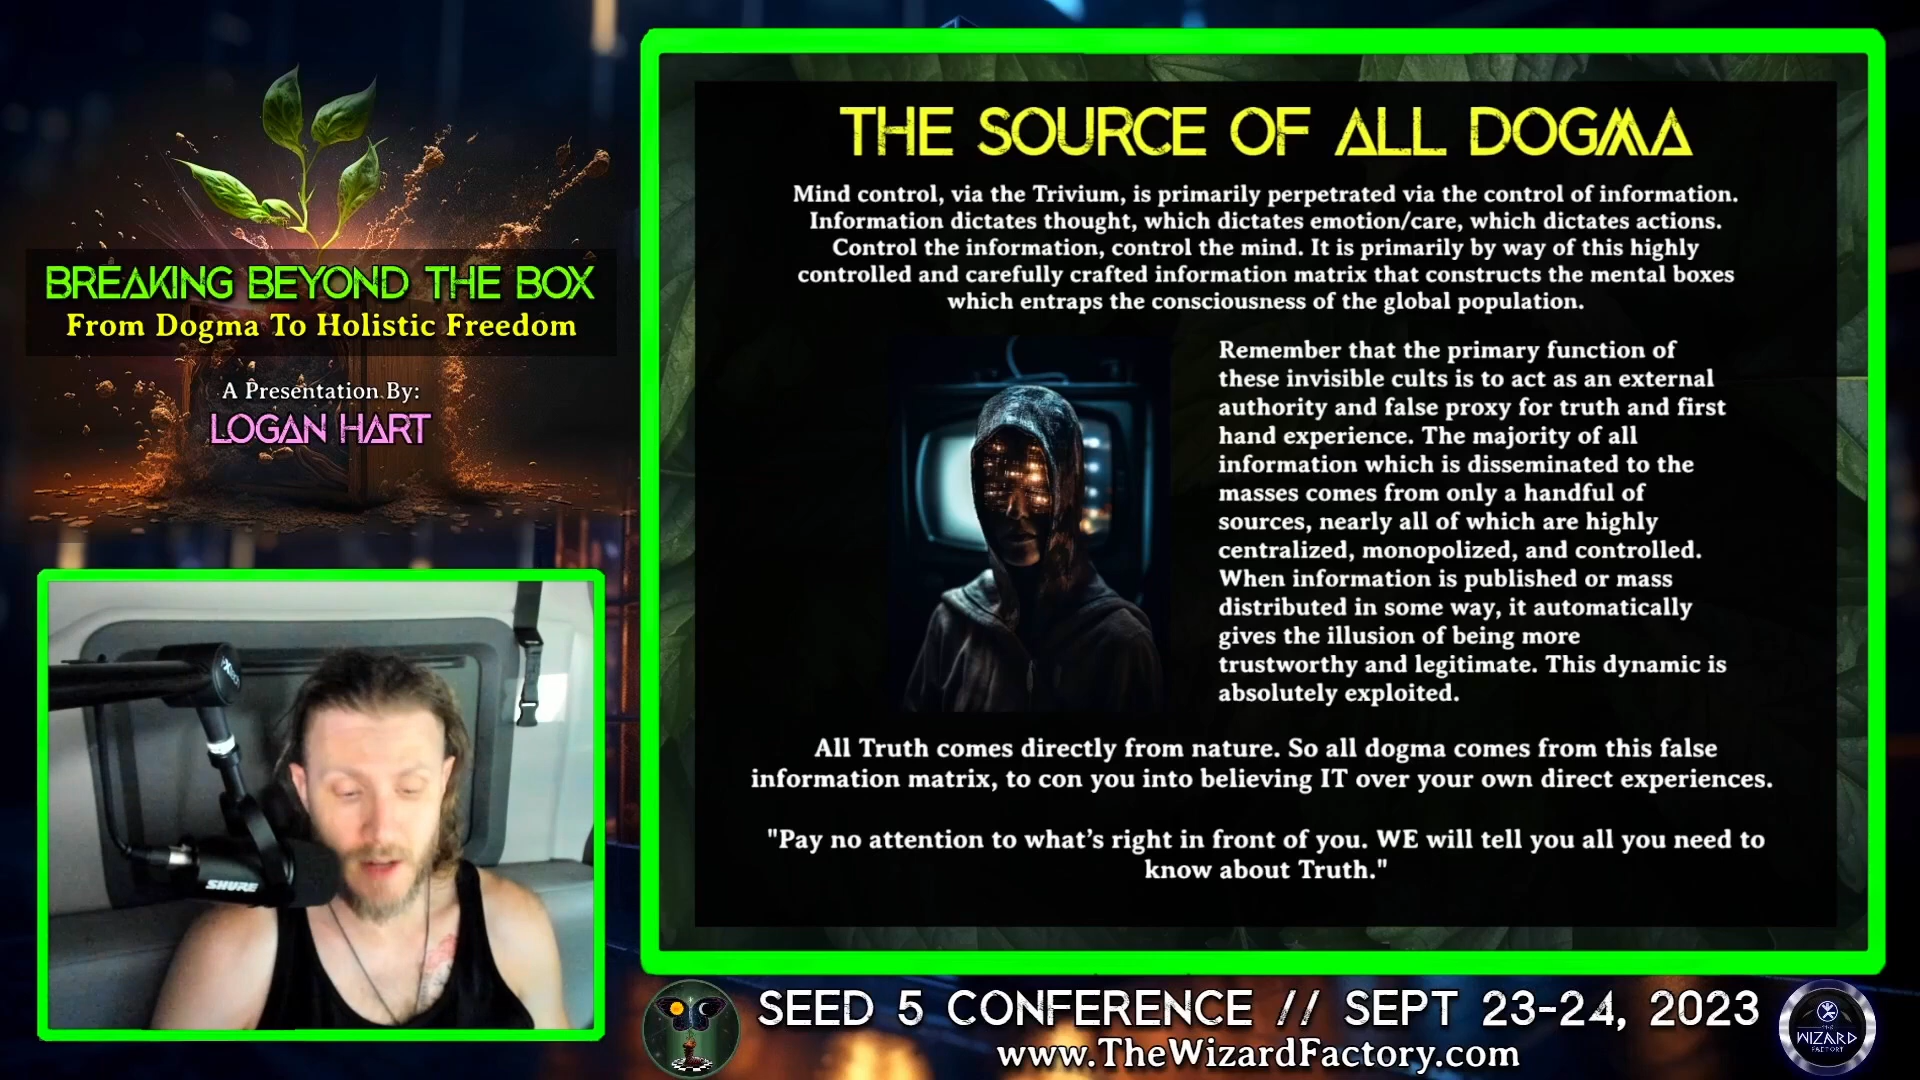 BREAKING BEYOND THE BOX
From Dogma To Holistic Freedom
A Presentation By:
LOGAN HART
SHURE
THE SOURCE OF ALL DOGMA
Mind control, via the Trivium, is primarily perpetrated via the control of information.
Information dictates thought, which dictates emotion/care, which dictates actions.
Control the information, control the mind. It is primarily by way of this highly
controlled and carefully crafted information matrix that constructs the mental boxes
which entraps the consciousness of the global population.
Remember that the primary function of
these invisible cults is to act as an external
authority and false proxy for truth and first
hand experience. The majority of all
information which is disseminated to the
masses comes from only a handful of
sources, nearly all of which are highly
centralized, monopolized, and controlled.
When information is published or mass
distributed in some way, it automatically
gives the illusion of being more
trustworthy and legitimate. This dynamic is
absolutely exploited.
All Truth comes directly from nature. So all dogma comes from this false
information matrix, to con you into believing IT over your own direct experiences.
"Pay no attention to what's right in front of you. WE will tell you all you need to
know about Truth."
SEED 5 CONFERENCE // SEPT 23-24, 2023
www.TheWizardFactory.com
THE
WIZARD
FACTORY